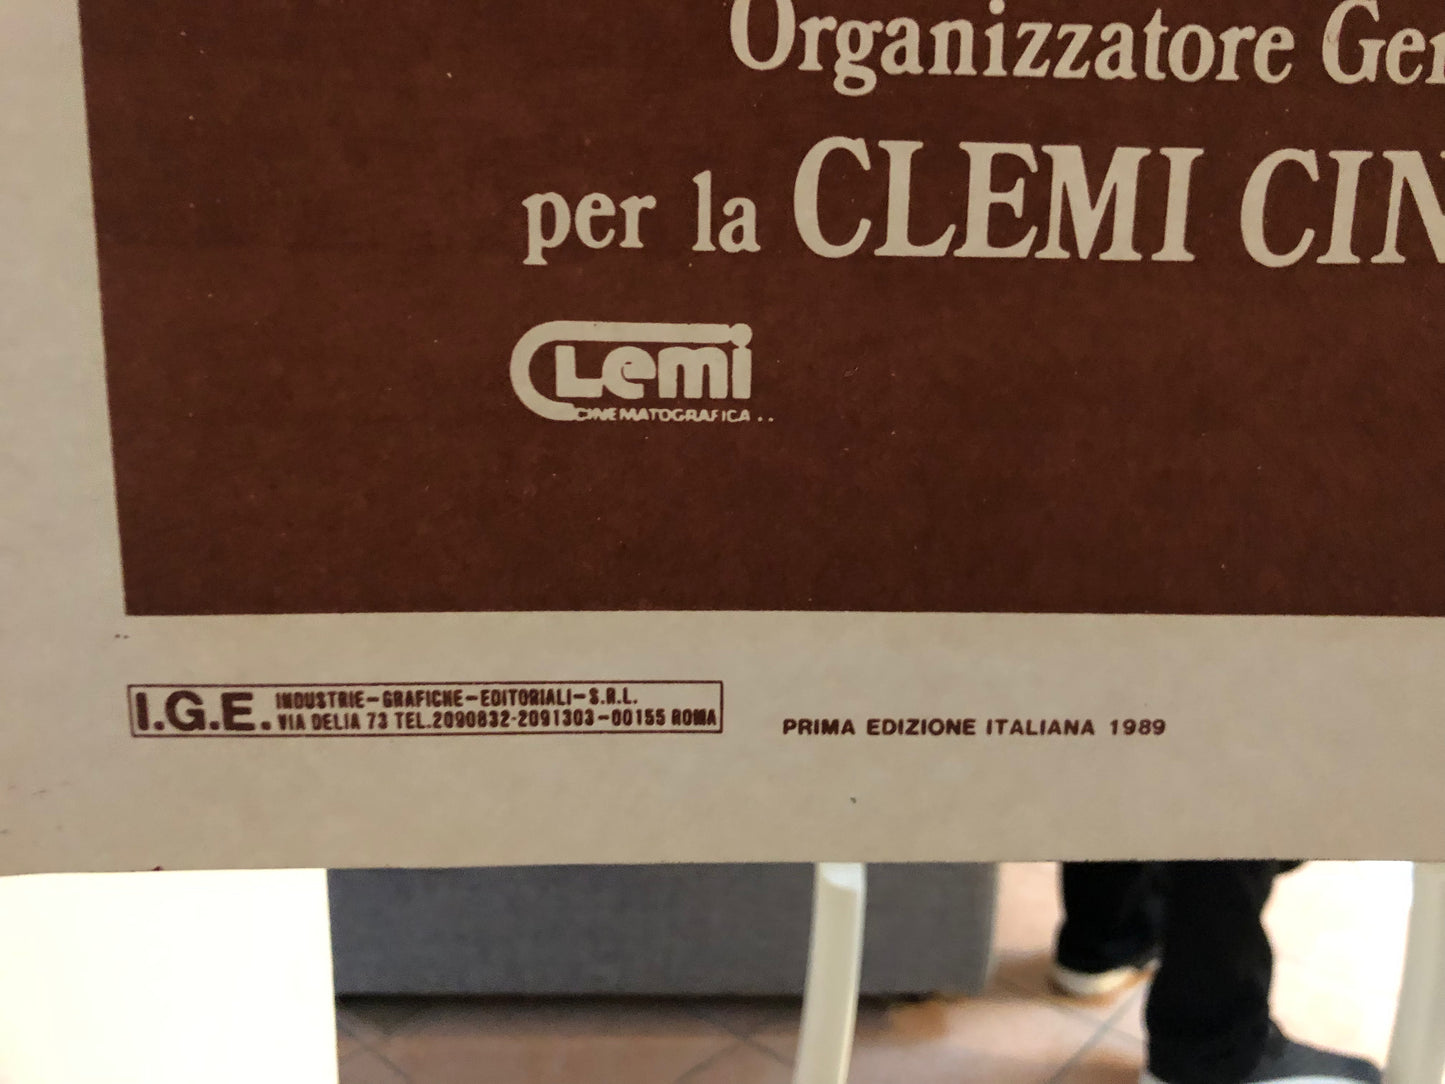 Organizzatore Gen
per la CLEMI CIN
CLemi
CINEMATOGRAFICA ..
I.G.E. INDUSTRIE-GRAFICHE-EDITORIALI-S.R.L.
VIA DELIA 73 TEL.2090832-2091303-00155 ROMA
PRIMA EDIZIONE ITALIANA 1989